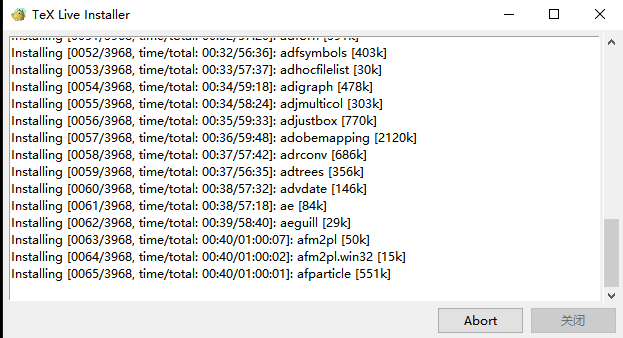 TeX Live Installer
Installing [0052/3968, time/total: 00:32/56:36]: adfsymbols [403k]
Installing [0053/3968, time/total: 00:33/57:37]: adhocfilelist [30k]
Installing [0054/3968, time/total: 00:34/59:18]: adigraph [478k]
Installing [0055/3968, time/total: 00:34/58:24]: adjmulticol [303k]
Installing [0056/3968, time/total: 00:35/59:33]: adjustbox [770k]
Installing [0057/3968, time/total: 00:36/59:48]: adobemapping [2120k]
Installing [0058/3968, time/total: 00:37/57:42]: adrconv [686k]
Installing [0059/3968, time/total: 00:37/56:35]: adtrees [356k]
Installing [0060/3968, time/total: 00:38/57:32]: advdate [146k]
Installing [0061/3968, time/total: 00:38/57:18]: ae [84k]
Installing [0062/3968, time/total: 00:39/58:40]: aeguill [29k]
Installing [0063/3968, time/total: 00:40/01:00:07]: afm2pl [50k]
Installing [0064/3968, time/total: 00:40/01:00:02]: afm2pl.win32 [15k]
Installing [0065/3968, time/total: 00:40/01:00:01]: afparticle [551k]
Abort
关闭